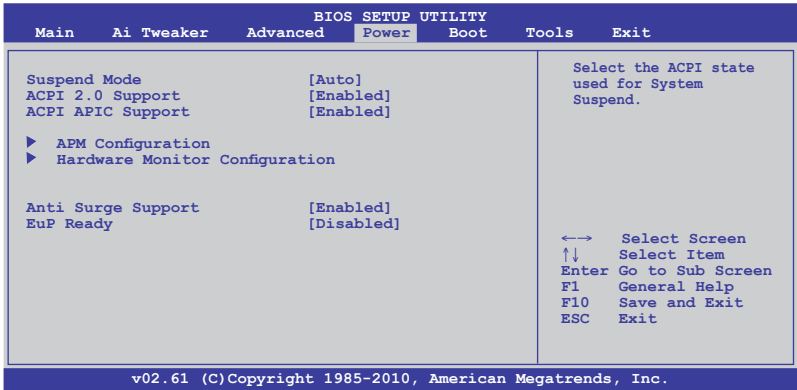 BIOS SETUP UTILITY
Main Ai Tweaker Advanced Power Boot Tools Exit
Suspend Mode [Auto]
ACPI 2.0 Support [Enabled]
ACPI APIC Support [Enabled]
APM Configuration
Hardware Monitor Configuration
Anti Surge Support [Enabled]
EuP Ready [Disabled]
Select the ACPI state
used for System
Suspend.
←→ Select Screen
↑↓ Select Item
Enter Go to Sub Screen
F1 General Help
F10 Save and Exit
ESC Exit
v02.61 (C)Copyright 1985-2010, American Megatrends, Inc.